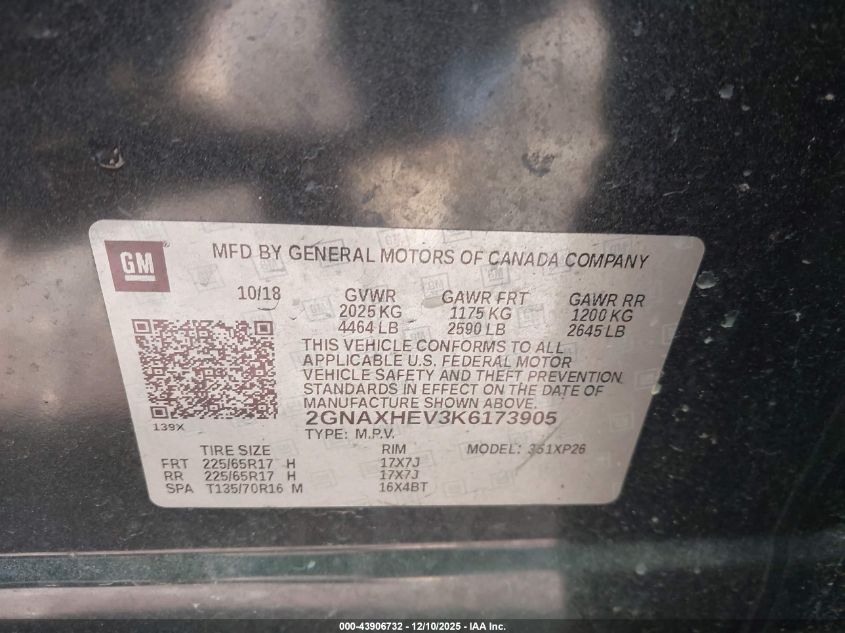 GM
MFD BY GENERAL MOTORS OF CANADA COMPANY
10/18 GVWR GAWR FRT GAWR RR
2025 KG 1175 KG 1200 KG
4464 LB 2590 LB 2645 LB
THIS VEHICLE CONFORMS TO ALL
APPLICABLE U.S. FEDERAL MOTOR
VEHICLE SAFETY AND THEFT PREVENTION
STANDARDS IN EFFECT ON THE DATE OF
MANUFACTURE SHOWN ABOVE.
139X 2GNAXHEV3K6173905
TYPE: M.P.V.
TIRE SIZE RIM MODEL: 351XP26
FRT 225/65R17 H 17X7J
RR 225/65R17 H 17X7J
SPA T135/70R16 M 16X4BT
000-43906732 - 12/10/2025 - IAA Inc.